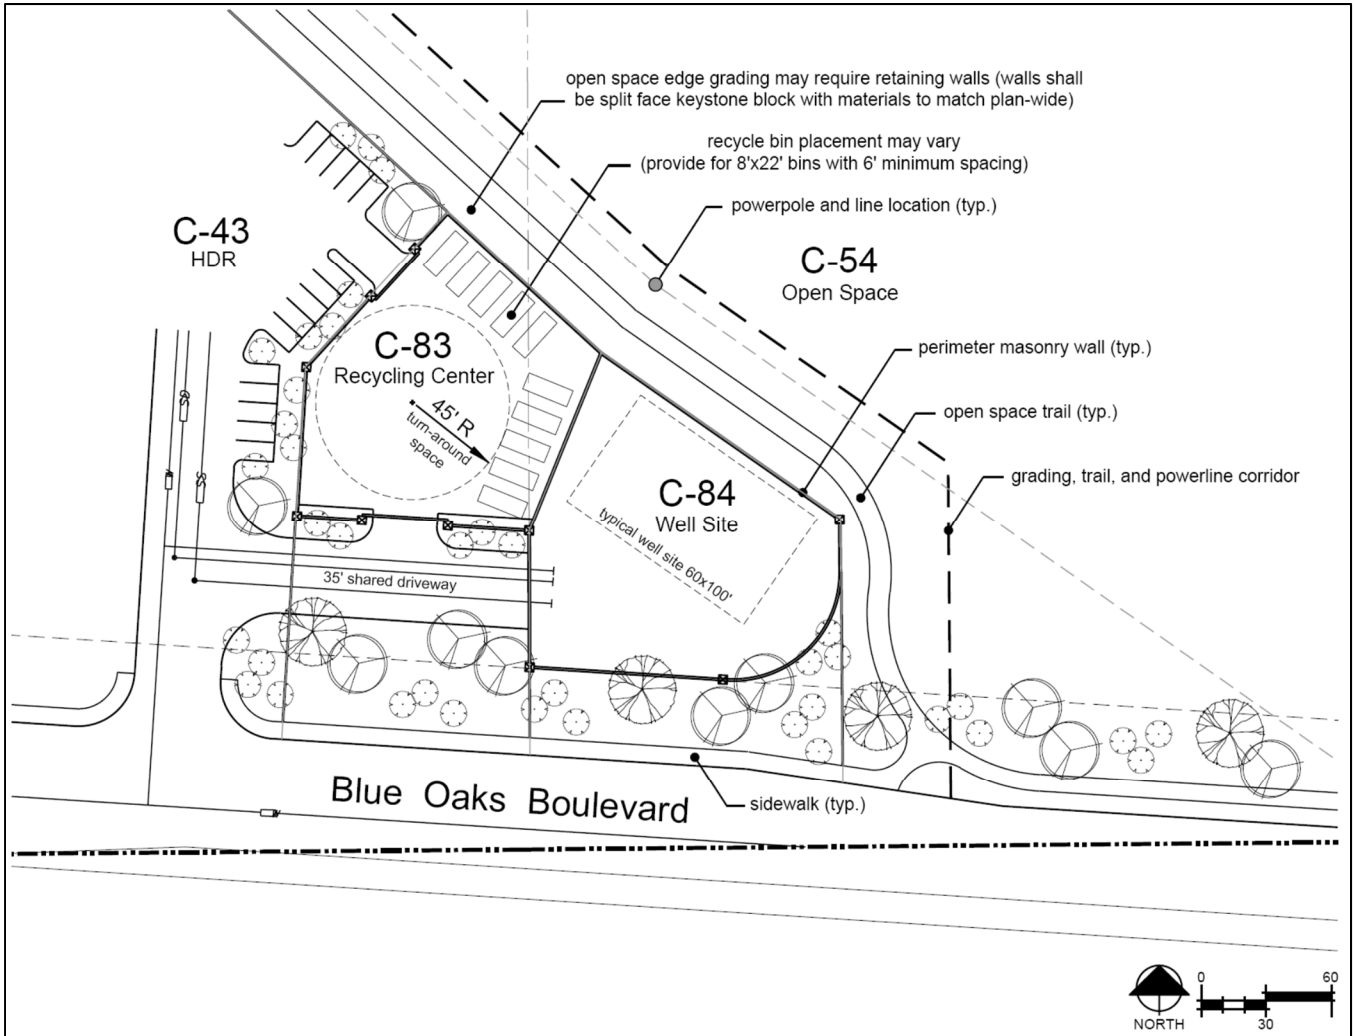 open space edge grading may require retaining walls (walls shall
be split face keystone block with materials to match plan-wide)
recycle bin placement may vary
(provide for 8'x22' bins with 6' minimum spacing)
powerpole and line location (typ.)
C-43
HDR
C-54
Open Space
C-83
Recycling Center
45' R
turn-around
space
perimeter masonry wall (typ.)
open space trail (typ.)
grading, trail, and powerline corridor
C-84
Well Site
typical well site 60x100'
35' shared driveway
Blue Oaks Boulevard
sidewalk (typ.)
0 60
30
NORTH